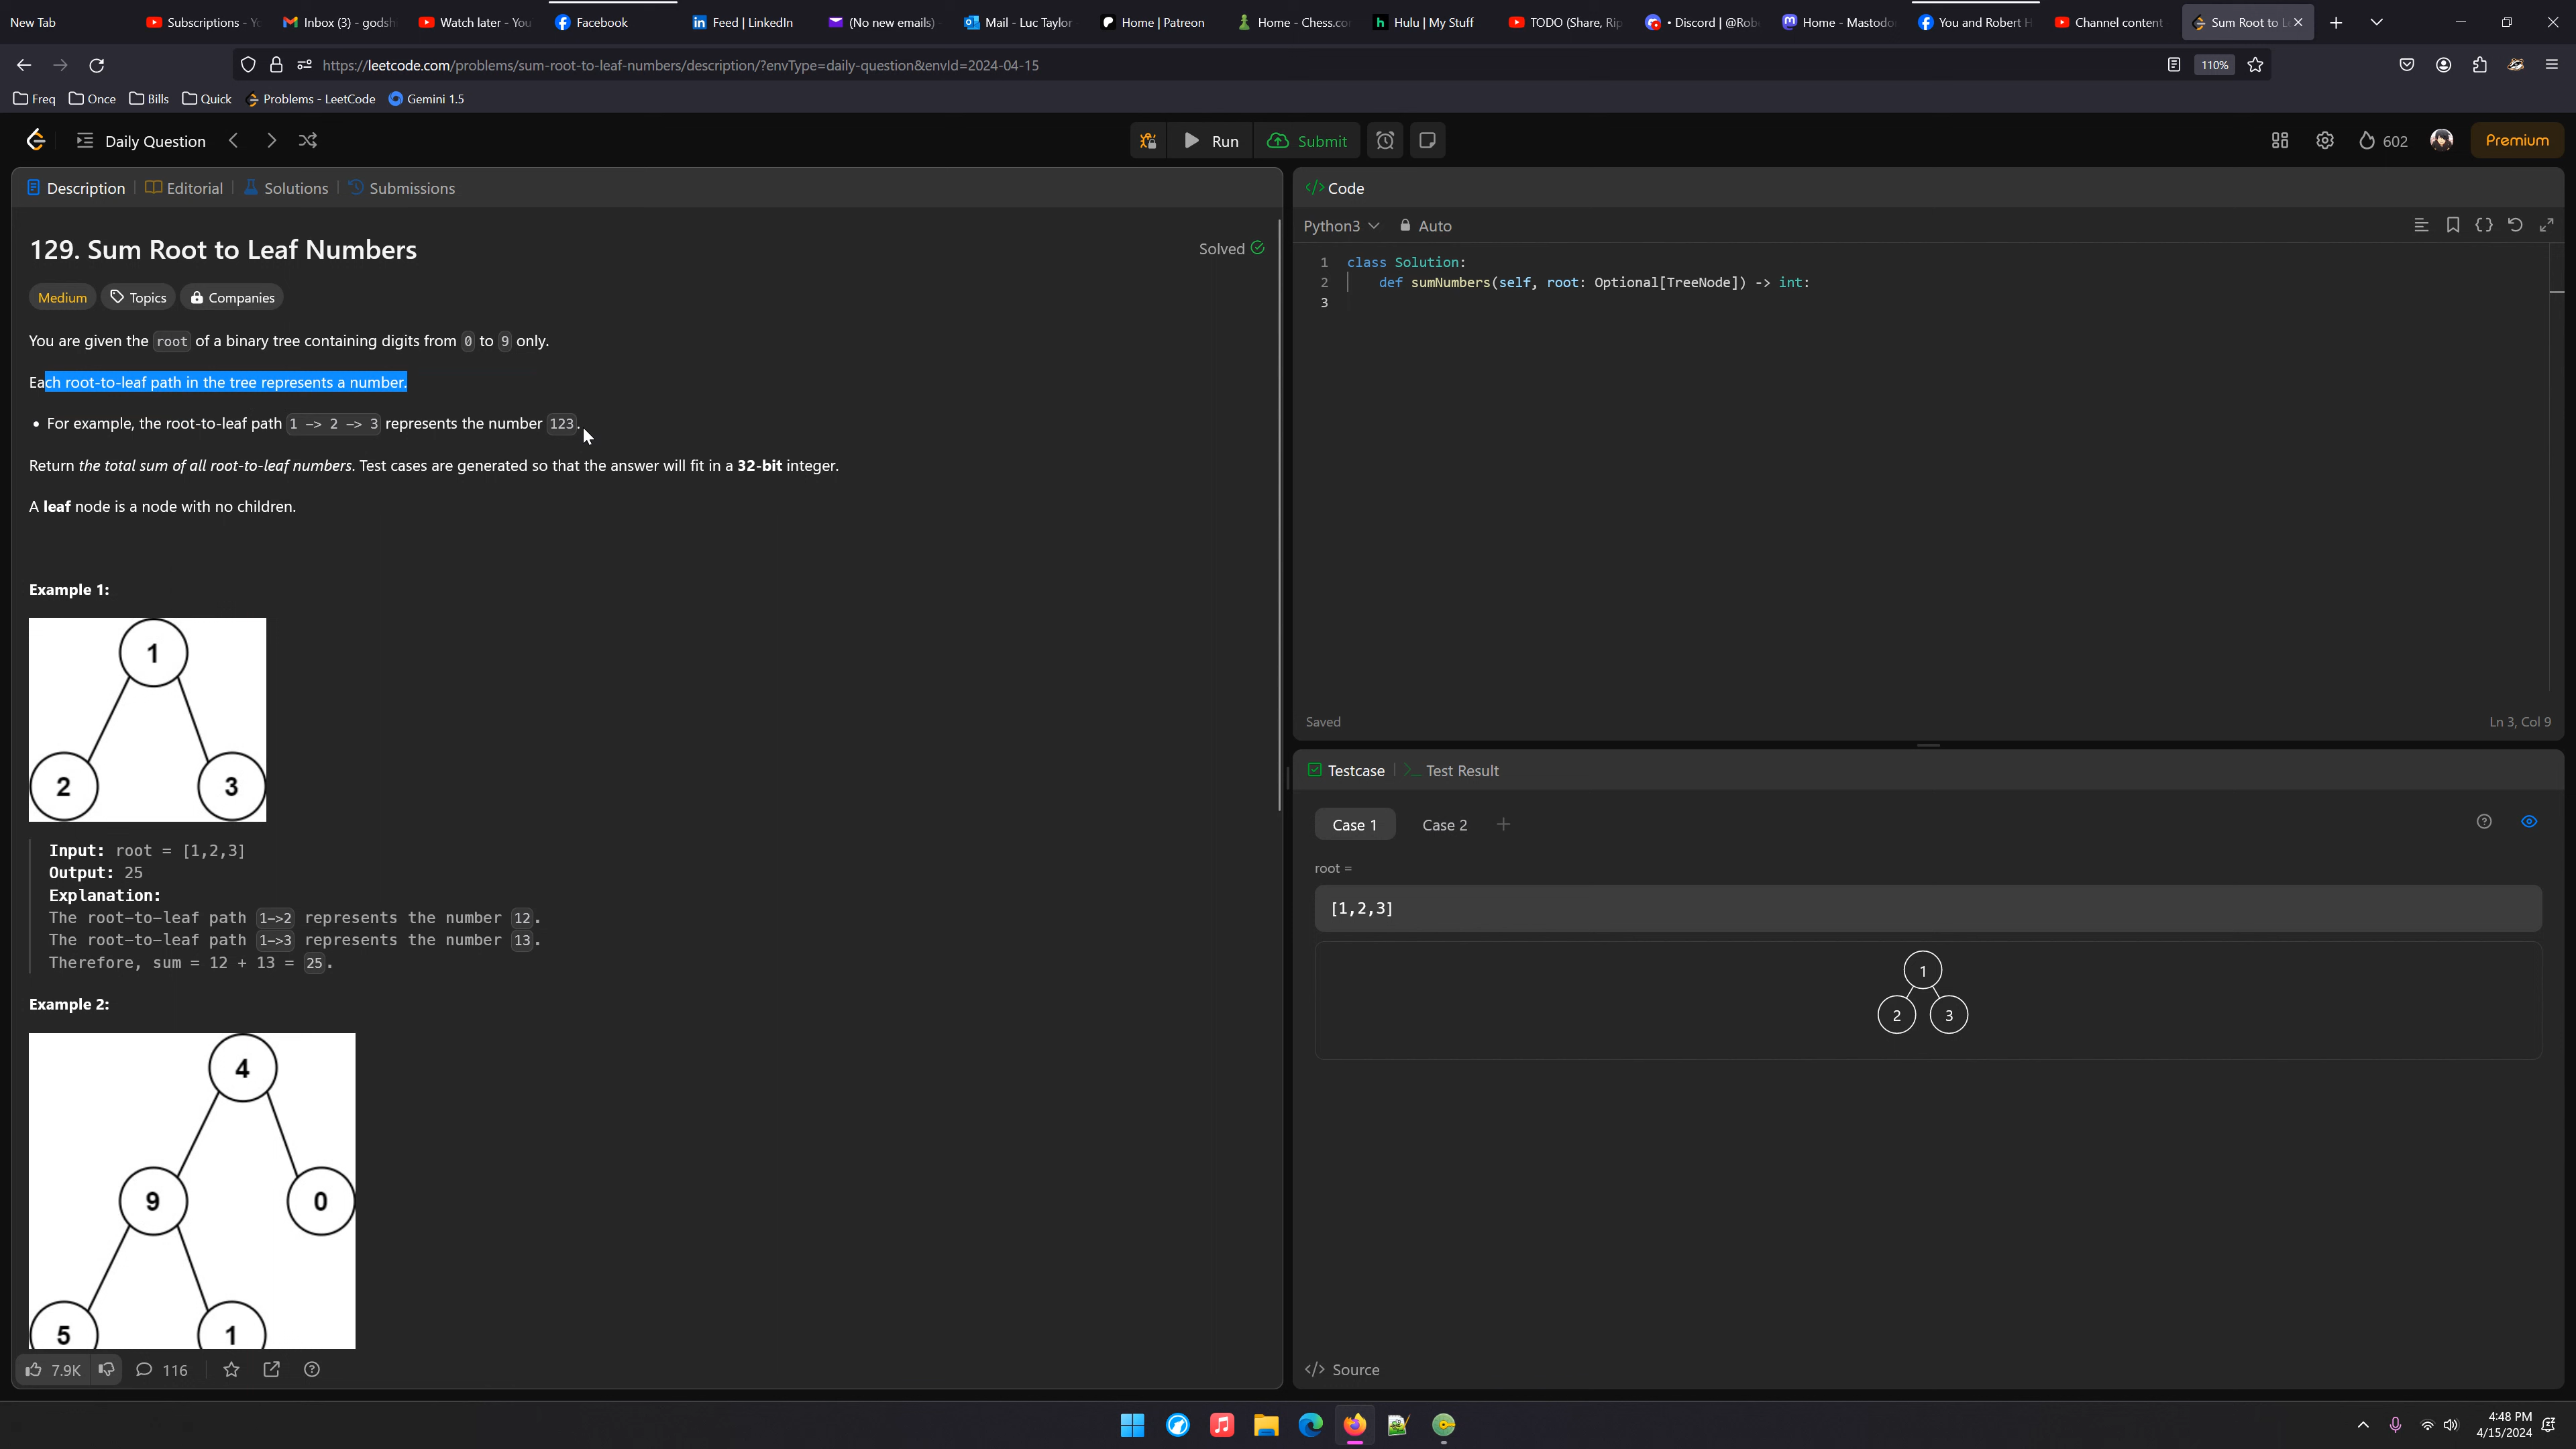 New Tab
Subscriptions - Yo
Inbox (3) - godsh
Watch later - You
Facebook
Feed | LinkedIn
(No new emails) -
Mail - Luc Taylor
Home | Patreon
Home - Chess.co
Hulu | My Stuff
TODO (Share, Rip
• Discord | @Rob
Home - Mastodo
You and Robert H
Channel content
Sum Root to L
https://leetcode.com/problems/sum-root-to-leaf-numbers/description/?envType=daily-question&envId=2024-04-15
110%
Freq
Once
Bills
Quick
Problems - LeetCode
Gemini 1.5
Daily Question
Run
Submit
602
Premium
Description
Editorial
Solutions
Submissions
129. Sum Root to Leaf Numbers
Solved
Medium
Topics
Companies
You are given the root of a binary tree containing digits from 0 to 9 only.
Each root-to-leaf path in the tree represents a number.
• For example, the root-to-leaf path 1 -> 2 -> 3 represents the number 123.
Return the total sum of all root-to-leaf numbers. Test cases are generated so that the answer will fit in a 32-bit integer.
A leaf node is a node with no children.
Example 1:
1
2 3
Input: root = [1,2,3]
Output: 25
Explanation:
The root-to-leaf path 1->2 represents the number 12.
The root-to-leaf path 1->3 represents the number 13.
Therefore, sum = 12 + 13 = 25.
Example 2:
4
9 0
5 1
7.9K
116
Code
Python3
Auto
1 class Solution:
2 def sumNumbers(self, root: Optional[TreeNode]) -> int:
3
Saved
Ln 3, Col 9
Testcase
Test Result
Case 1
Case 2
root =
[1,2,3]
1
2 3
Source
4:48 PM
4/15/2024